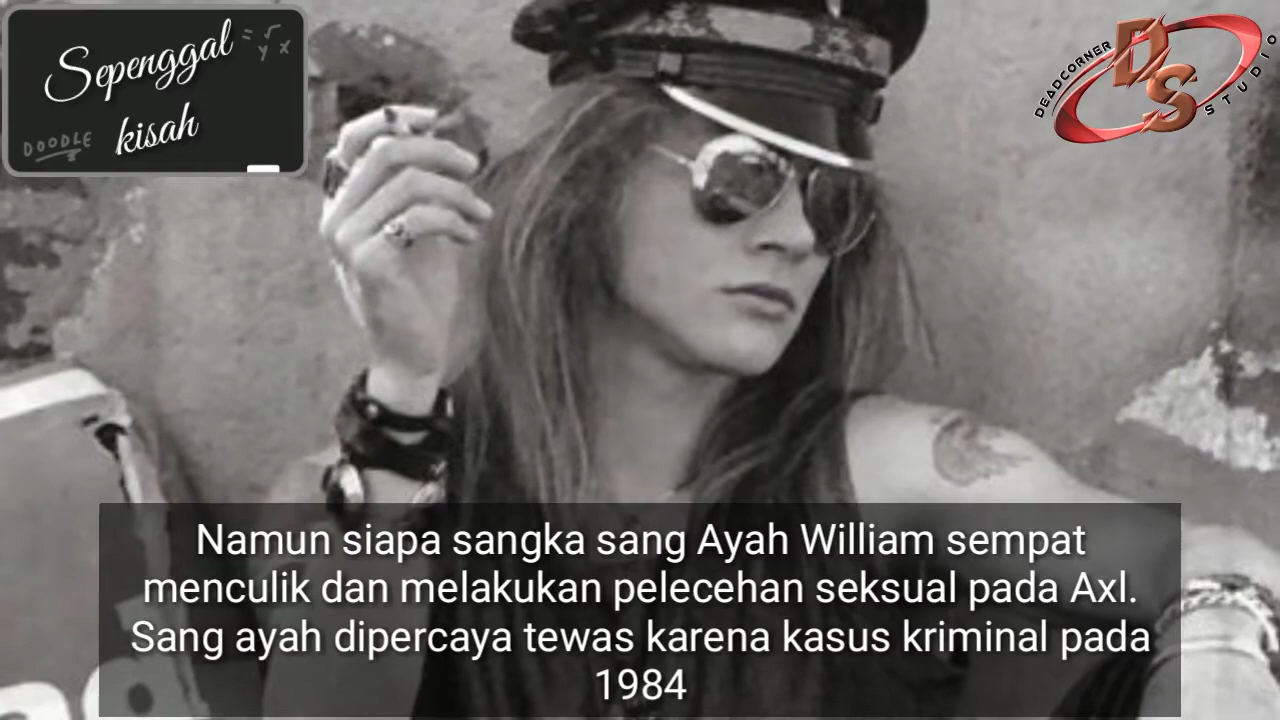 Sepenggal
kisah
DOODLE
= √
y x
DEADCORNER
DS
STUDIO
Namun siapa sangka sang Ayah William sempat
menculik dan melakukan pelecehan seksual pada Axl.
Sang ayah dipercaya tewas karena kasus kriminal pada
1984